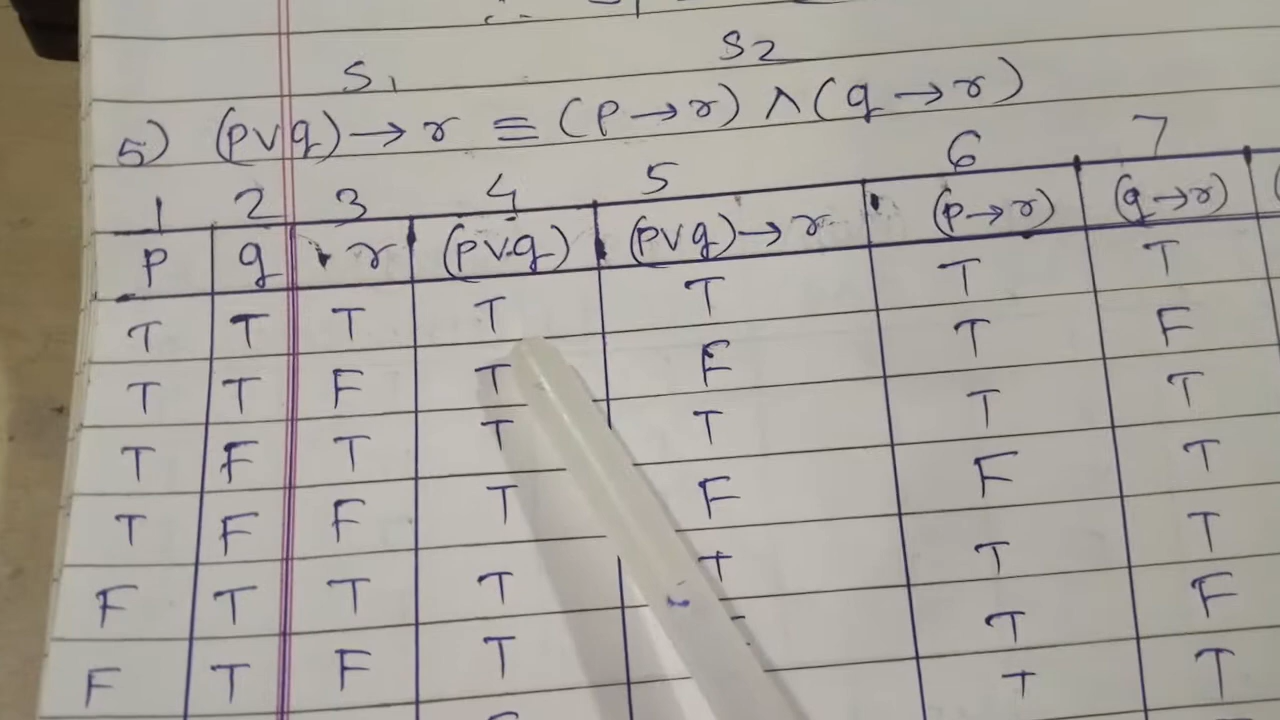 S1 S2
5) (p∨q)→r ≡ (p→r) ∧ (q→r)
1 2 3 4 5 6 7
p q r (p∨q) (p∨q)→r (p→r) (q→r)
T T T T T T T
T T F T F T F
T F T T T T T
T F F T F F T
F T T T T T T
F T F T T F
T T